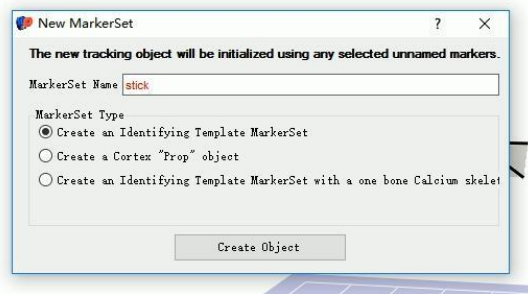 New MarkerSet
The new tracking object will be initialized using any selected unnamed markers.
MarkerSet Name stick
MarkerSet Type
Create an Identifying Template MarkerSet
Create a Cortex "Prop" object
Create an Identifying Template MarkerSet with a one bone Calcium skelet
Create Object